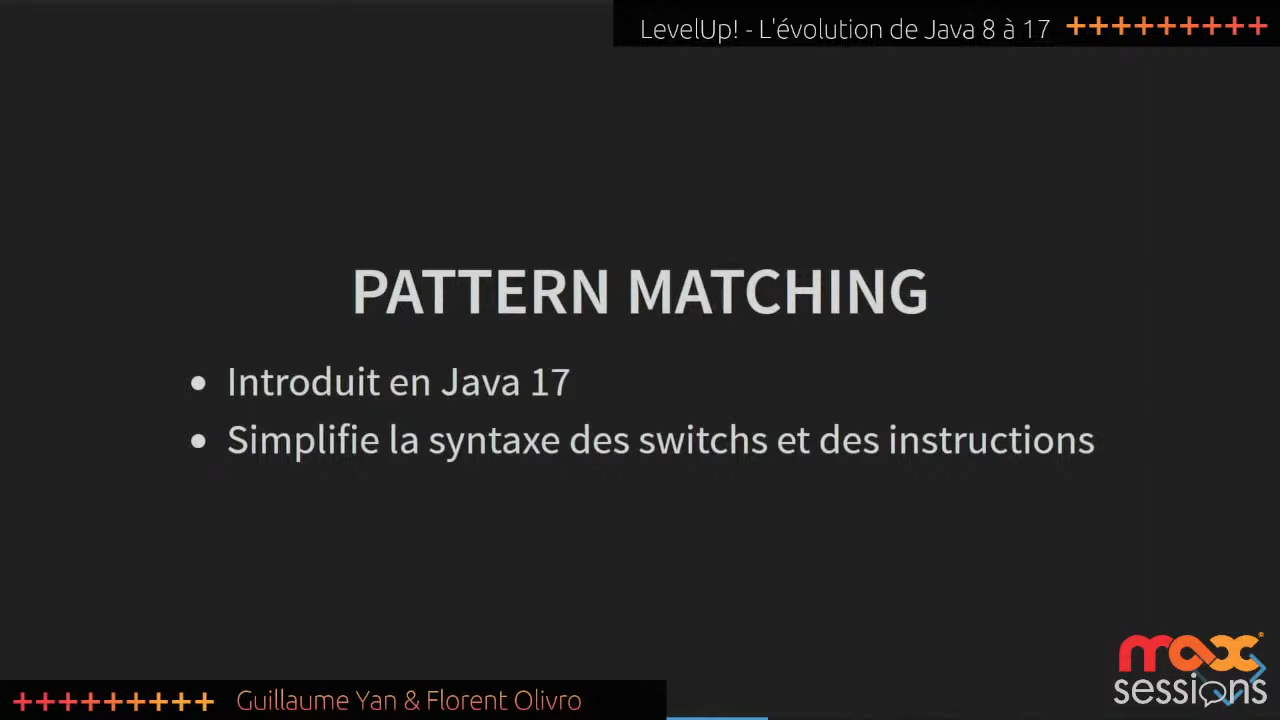 LevelUp! - L'évolution de Java 8 à 17 +++++++++
PATTERN MATCHING
• Introduit en Java 17
• Simplifie la syntaxe des switchs et des instructions
max
sessions
+++++++++ Guillaume Yan & Florent Olivro